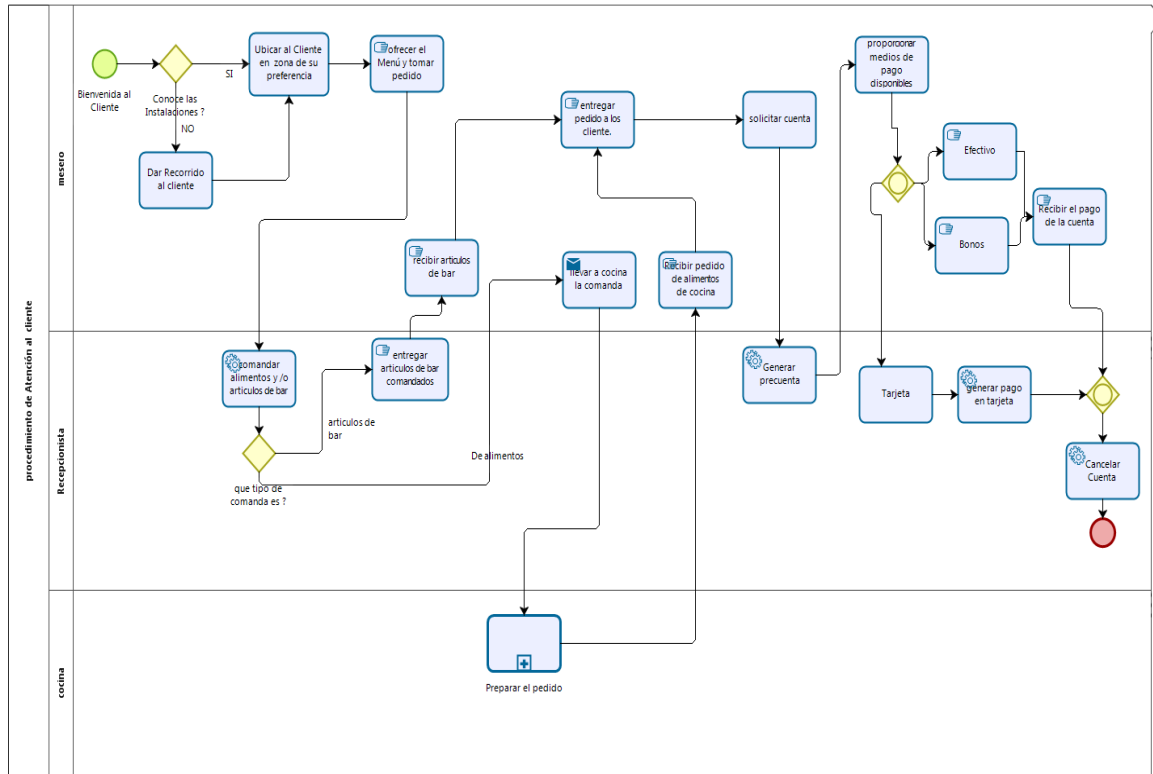 procedimiento de Atención al cliente
mesero
Bienvenida al
Cliente
Conoce las
Instalaciones ?
SI
NO
Ubicar al Cliente
en zona de su
preferencia
ofrecer el
Menú y tomar
pedido
Dar Recorrido
al cliente
recibir articulos
de bar
entregar
pedido a los
cliente.
llevar a cocina
la comanda
Recibir pedido
de alimentos
de cocina
solicitar cuenta
proporcionar
medios de
pago
disponibles
Efectivo
Bonos
Recibir el pago
de la cuenta
Recepcionista
comandar
alimentos y /o
articulos de bar
que tipo de
comanda es ?
articulos de
bar
De alimentos
entregar
articulos de bar
comandados
Generar
precuenta
Tarjeta
generar pago
en tarjeta
Cancelar
Cuenta
cocina
Preparar el pedido